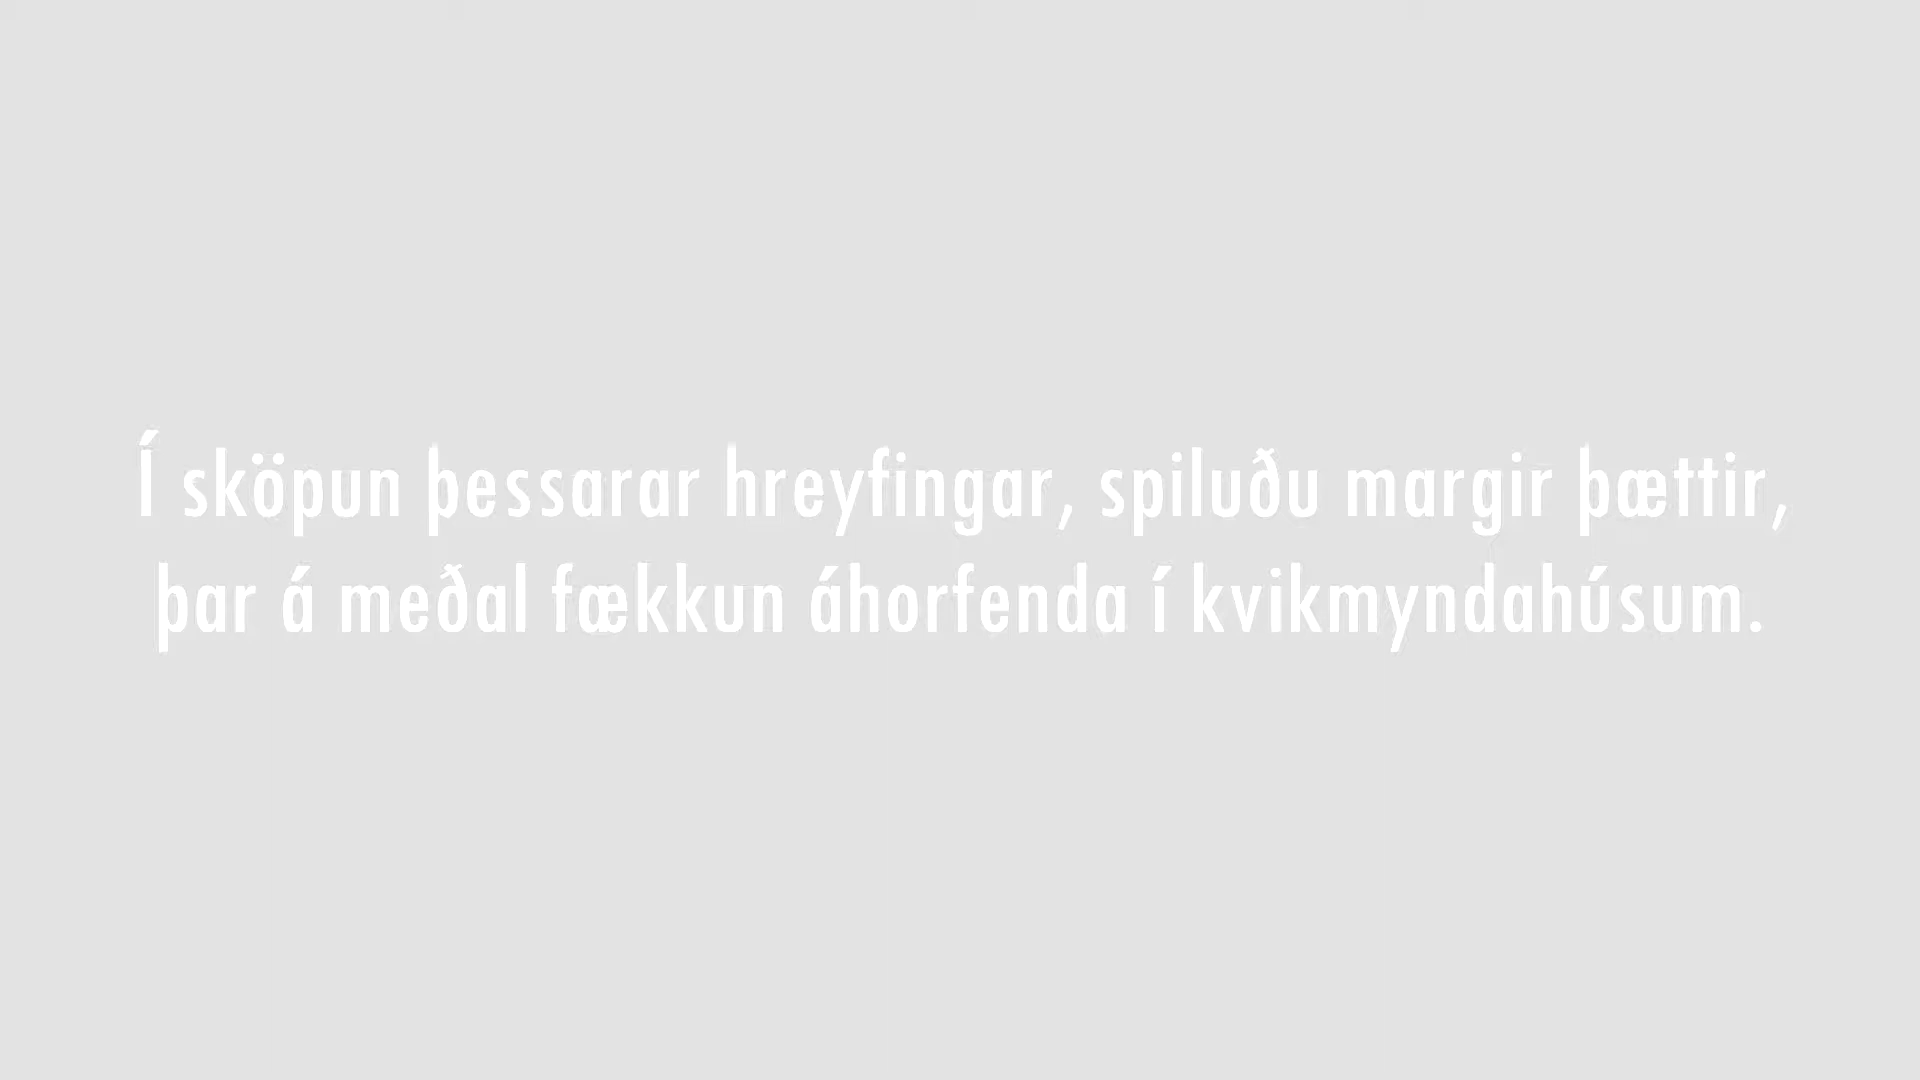 Í sköpun þessarar hreyfingar, spiluðu margir þættir,
þar á meðal fækkun áhorfenda í kvikmyndahúsum.